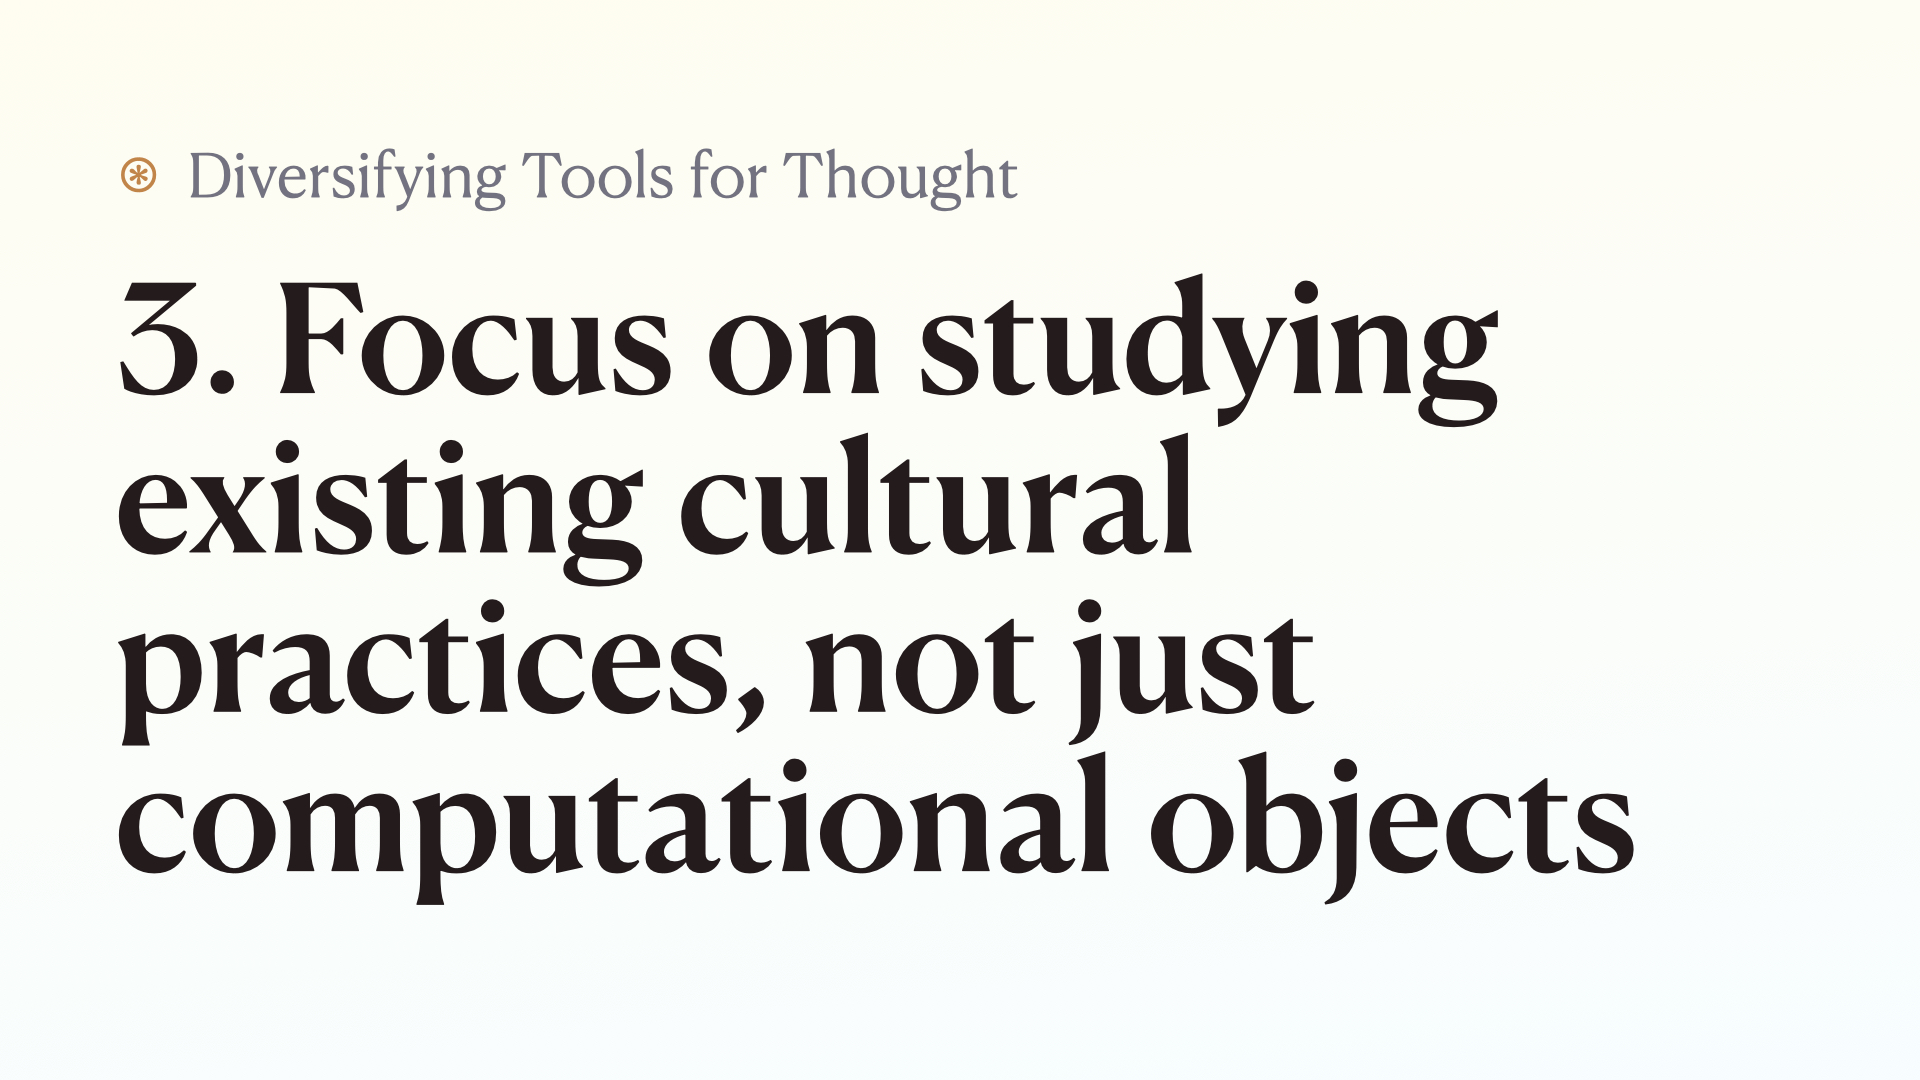 Diversifying Tools for Thought
3. Focus on studying
existing cultural
practices, not just
computational objects